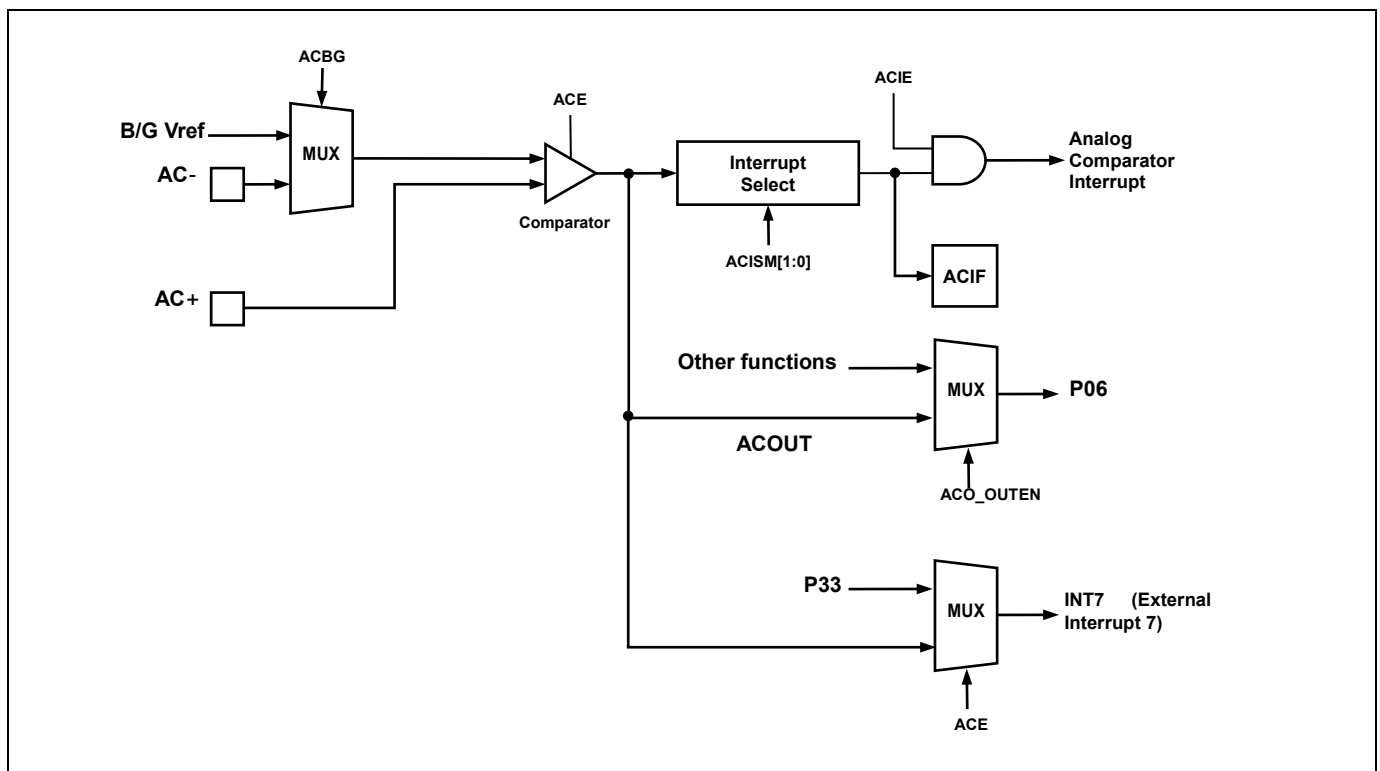 ACBG
ACIE
ACE
B/G Vref
MUX
AC-
Analog
Comparator
Interrupt
Interrupt
Select
Comparator
ACISM[1:0]
ACIF
AC+
Other functions
MUX
P06
ACOUT
ACO_OUTEN
P33
MUX
INT7 (External
Interrupt 7)
ACE